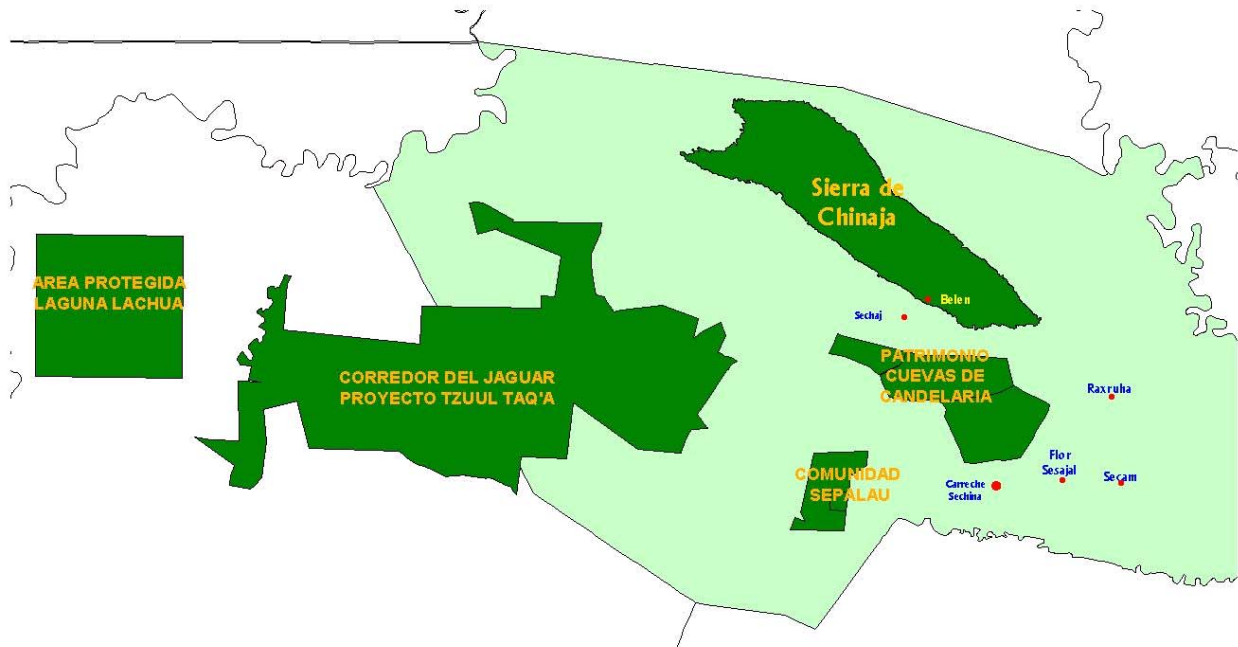 Sierra de
Chinaja
AREA PROTEGIDA
LAGUNA LACHUA
Belen
Sechaj
PATRIMONIO
CUEVAS DE
CANDELARIA
CORREDOR DEL JAGUAR
PROYECTO TZUUL TAQ'A
Raxruha
COMUNIDAD
SEPALAU
Flor
Sesajal
Secam
Carreche
Sechina